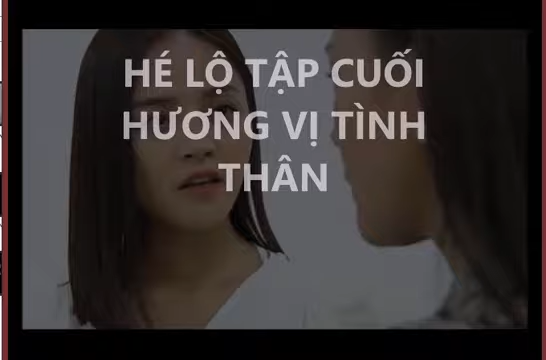 HÉ LỘ TẬP CUỐI
HƯƠNG VỊ TÌNH
THÂN